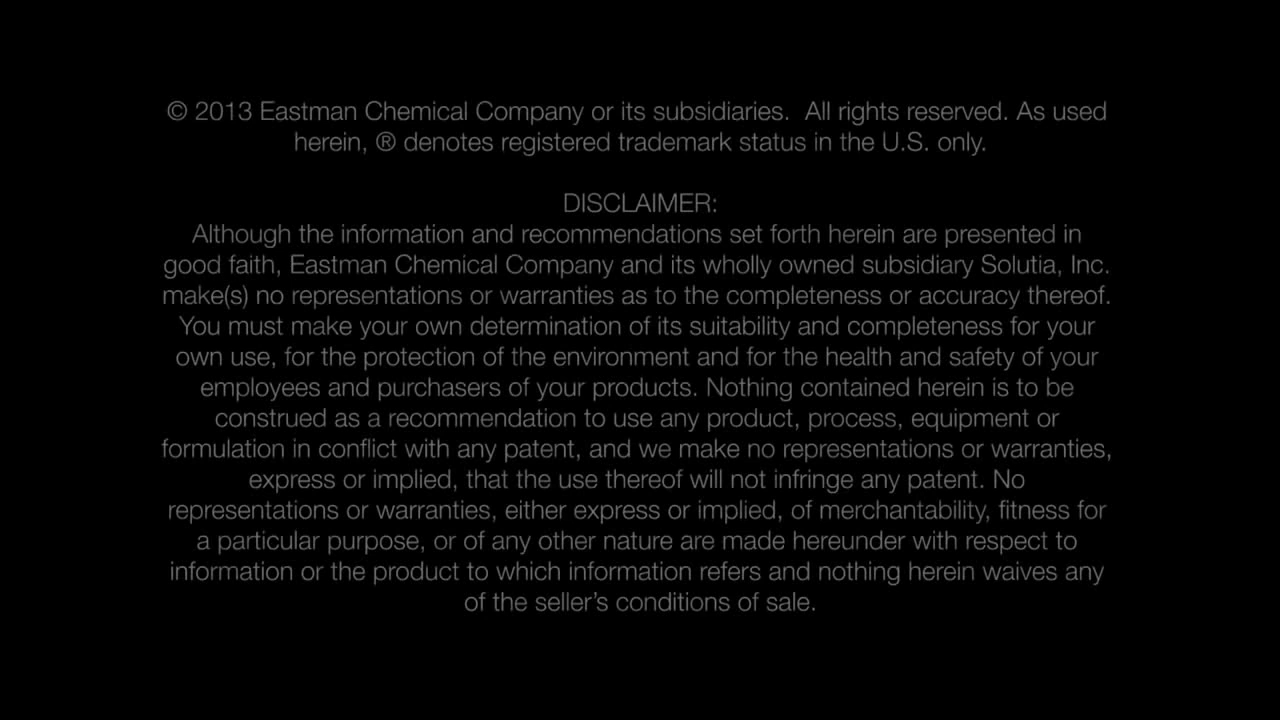 © 2013 Eastman Chemical Company or its subsidiaries.  All rights reserved. As used
herein, ® denotes registered trademark status in the U.S. only.
DISCLAIMER:
Although the information and recommendations set forth herein are presented in
good faith, Eastman Chemical Company and its wholly owned subsidiary Solutia, Inc.
make(s) no representations or warranties as to the completeness or accuracy thereof.
You must make your own determination of its suitability and completeness for your
own use, for the protection of the environment and for the health and safety of your
employees and purchasers of your products. Nothing contained herein is to be
construed as a recommendation to use any product, process, equipment or
formulation in conflict with any patent, and we make no representations or warranties,
express or implied, that the use thereof will not infringe any patent. No
representations or warranties, either express or implied, of merchantability, fitness for
a particular purpose, or of any other nature are made hereunder with respect to
information or the product to which information refers and nothing herein waives any
of the seller’s conditions of sale.